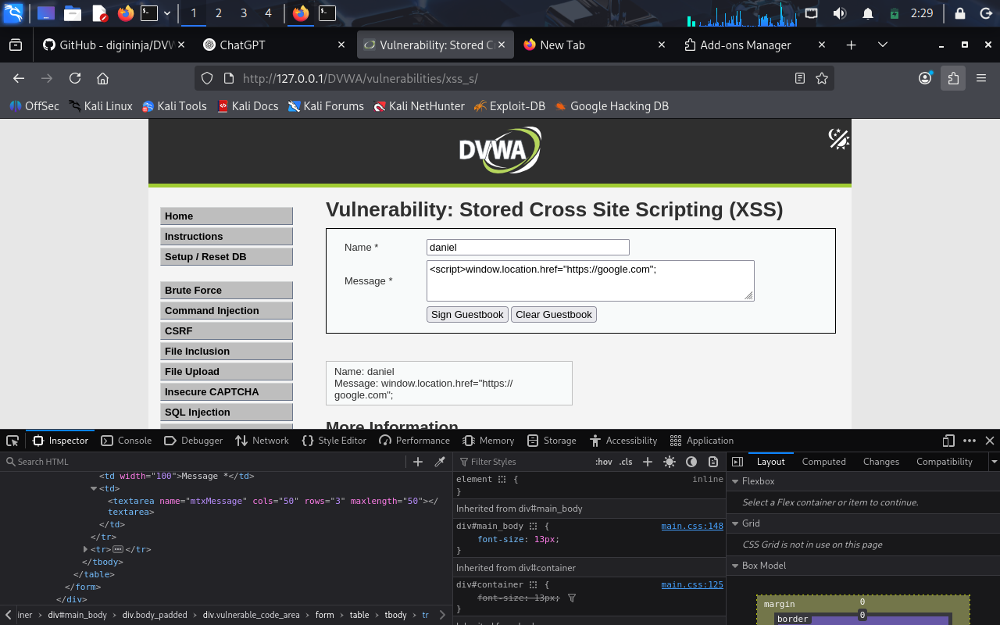 1
2
3
4
2:29
GitHub - digininja/DVW
ChatGPT
Vulnerability: Stored C
New Tab
Add-ons Manager
http://127.0.0.1/DVWA/vulnerabilities/xss_s/
OffSec
Kali Linux
Kali Tools
Kali Docs
Kali Forums
Kali NetHunter
Exploit-DB
Google Hacking DB
DVWA
Home
Instructions
Setup / Reset DB
Brute Force
Command Injection
CSRF
File Inclusion
File Upload
Insecure CAPTCHA
SQL Injection
Vulnerability: Stored Cross Site Scripting (XSS)
Name *
daniel
Message *
<script>window.location.href="https://google.com";
Sign Guestbook
Clear Guestbook
Name: daniel
Message: window.location.href="https://
google.com";
More Information
Inspector
Console
Debugger
Network
Style Editor
Performance
Memory
Storage
Accessibility
Application
Search HTML
<td width="100">Message *</td>
<td>
<textarea name="mtxMessage" cols="50" rows="3" maxlength="50"></
textarea>
</td>
</tr>
<tr></tr>
</tbody>
</table>
</form>
</div>
iner
div#main_body
div.body_padded
div.vulnerable_code_area
form
table
tbody
tr
Filter Styles
:hov
.cls
element {
inline
}
Inherited from div#main_body
div#main_body {
main.css:148
font-size: 13px;
}
Inherited from div#container
div#container {
main.css:125
font-size: 13px;
}
Layout
Computed
Changes
Compatibility
Flexbox
Select a Flex container or item to continue.
Grid
CSS Grid is not in use on this page
Box Model
margin
0
border
0